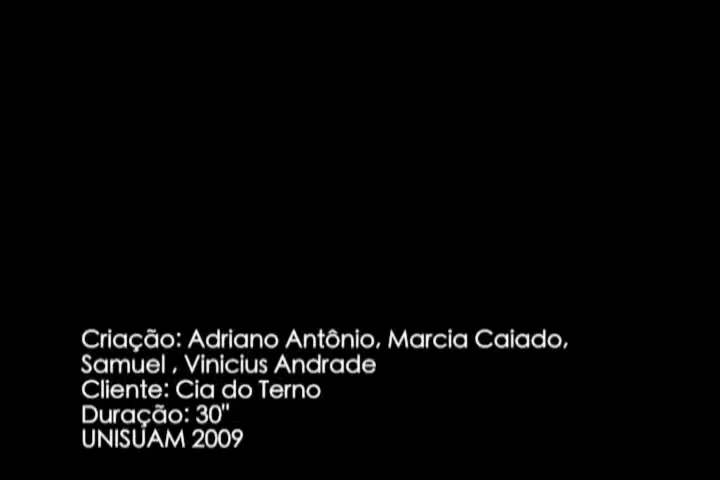 Criação: Adriano Antônio, Marcia Caiado,
Samuel , Vinicius Andrade
Cliente: Cia do Terno
Duração: 30"
UNISUAM 2009